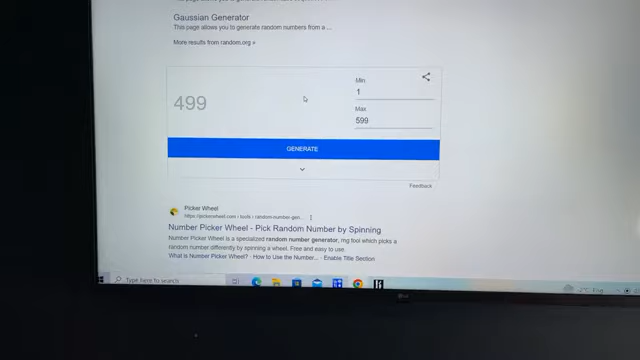 Gaussian Generator
This page allows you to generate random numbers from a ...
More results from random.org »
Min
1
499
Max
599
GENERATE
Feedback
Picker Wheel
https://pickerwheel.com › tools › random-number-gen...
Number Picker Wheel - Pick Random Number by Spinning
Number Picker Wheel is a specialized random number generator, rng tool which picks a
random number differently by spinning a wheel. Free and easy to use.
What is Number Picker Wheel? · How to Use the Number... · Enable Title Section
Type here to search
-2°C
LG